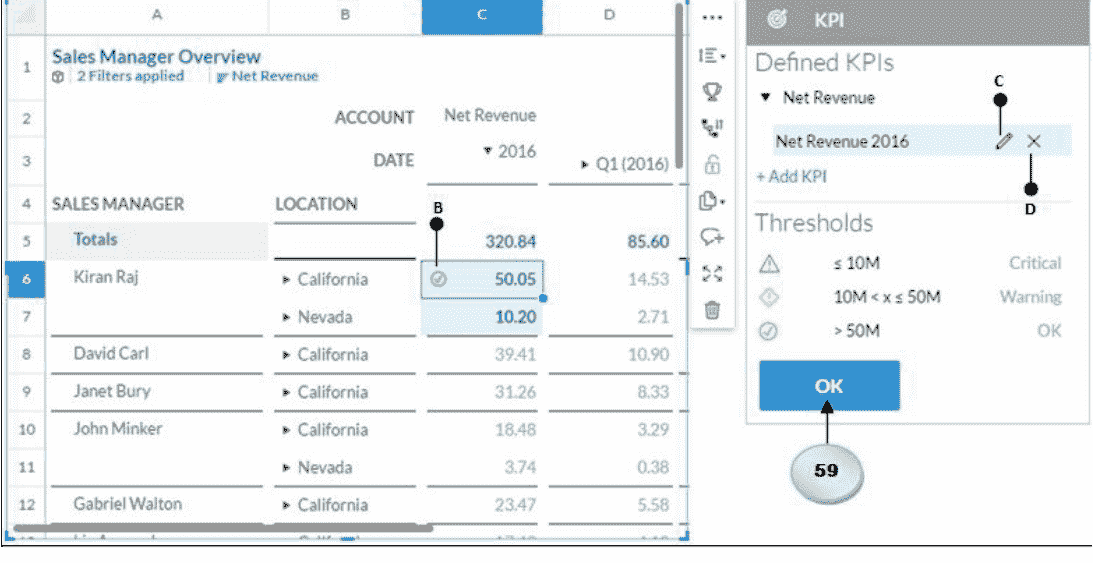 A B C D
1 Sales Manager Overview
2 Filters applied | Net Revenue
2 ACCOUNT Net Revenue
3 DATE 2016 Q1 (2016)
4 SALES MANAGER LOCATION B
5 Totals 320.84 85.60
6 Kiran Raj California 50.05 14.53
7 Nevada 10.20 2.71
8 David Carl California 39.41 10.90
9 Janet Bury California 31.26 8.33
10 John Minker California 18.48 3.29
11 Nevada 3.74 0.38
12 Gabriel Walton California 23.47 5.58
KPI
Defined KPIs
Net Revenue
C
Net Revenue 2016
+ Add KPI
D
Thresholds
≤ 10M Critical
10M < x ≤ 50M Warning
> 50M OK
OK
59